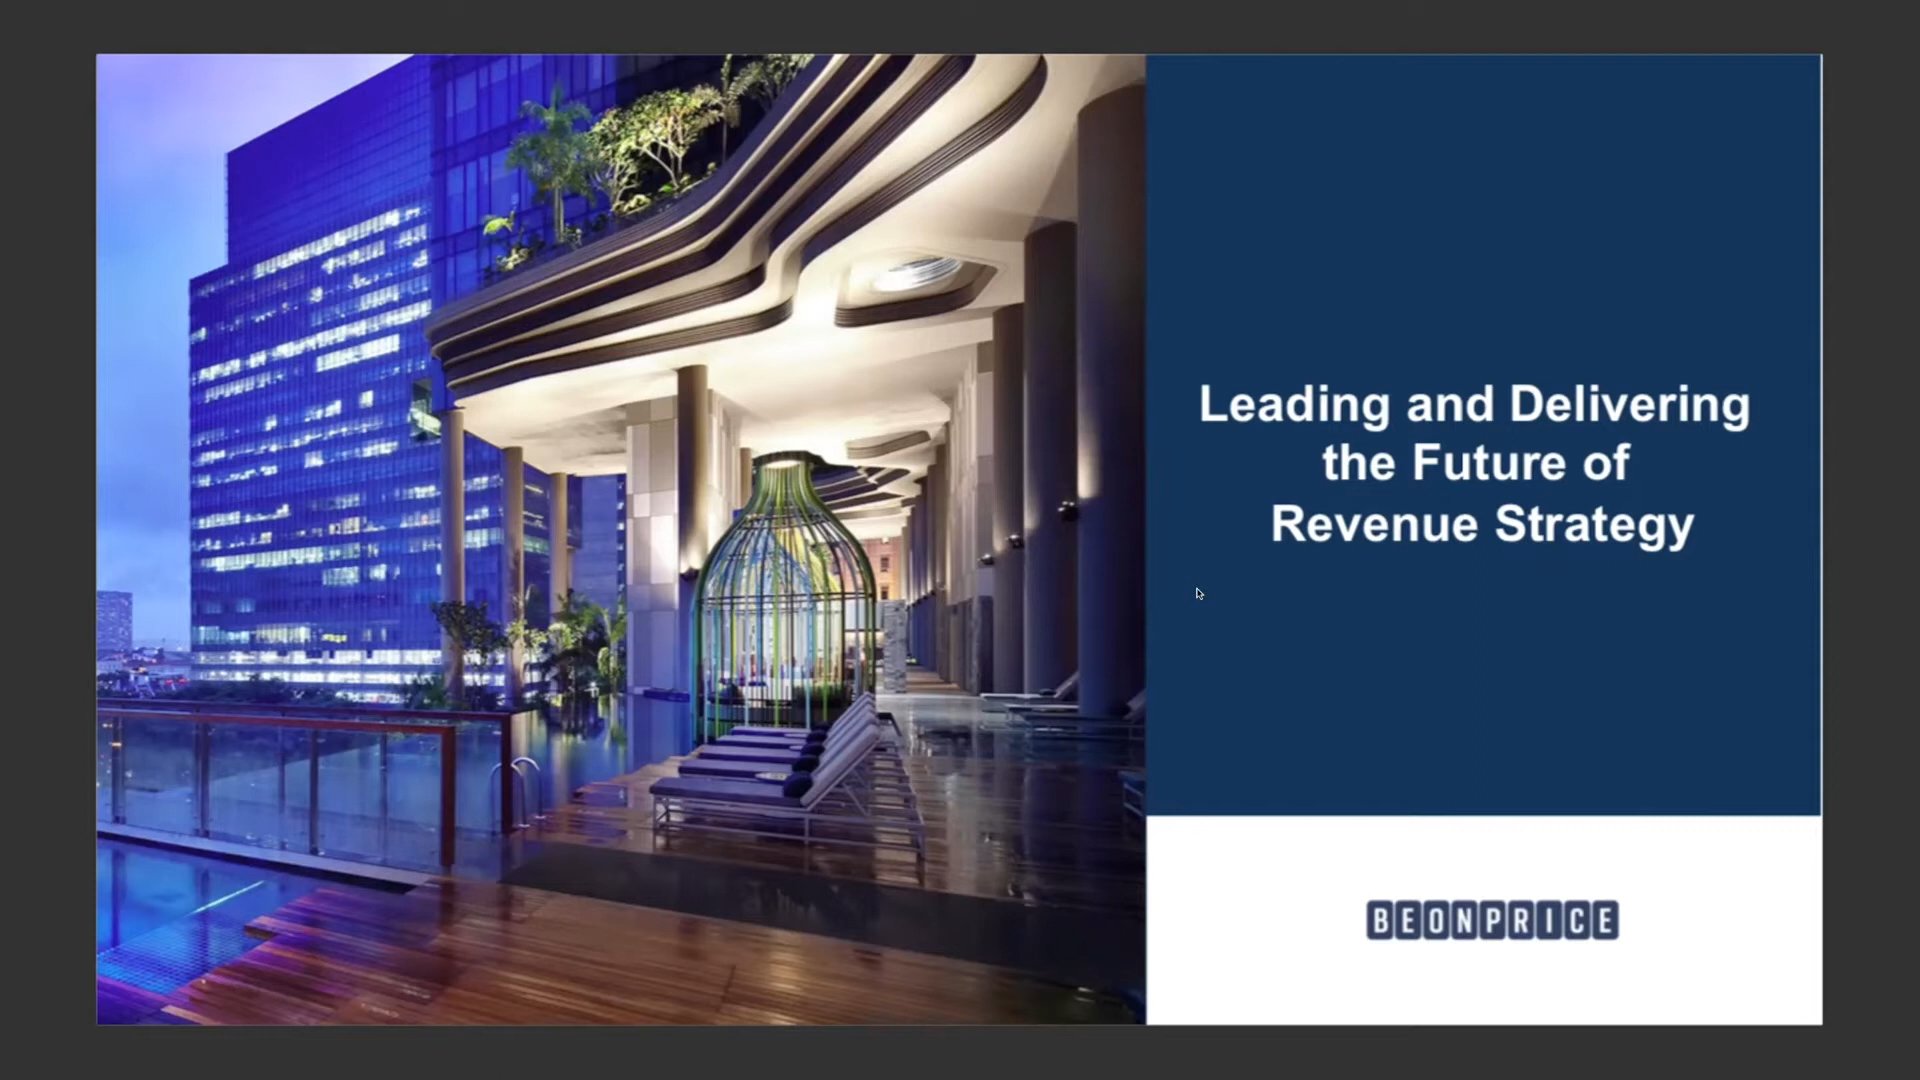 Leading and Delivering
the Future of
Revenue Strategy
BEONPRICE